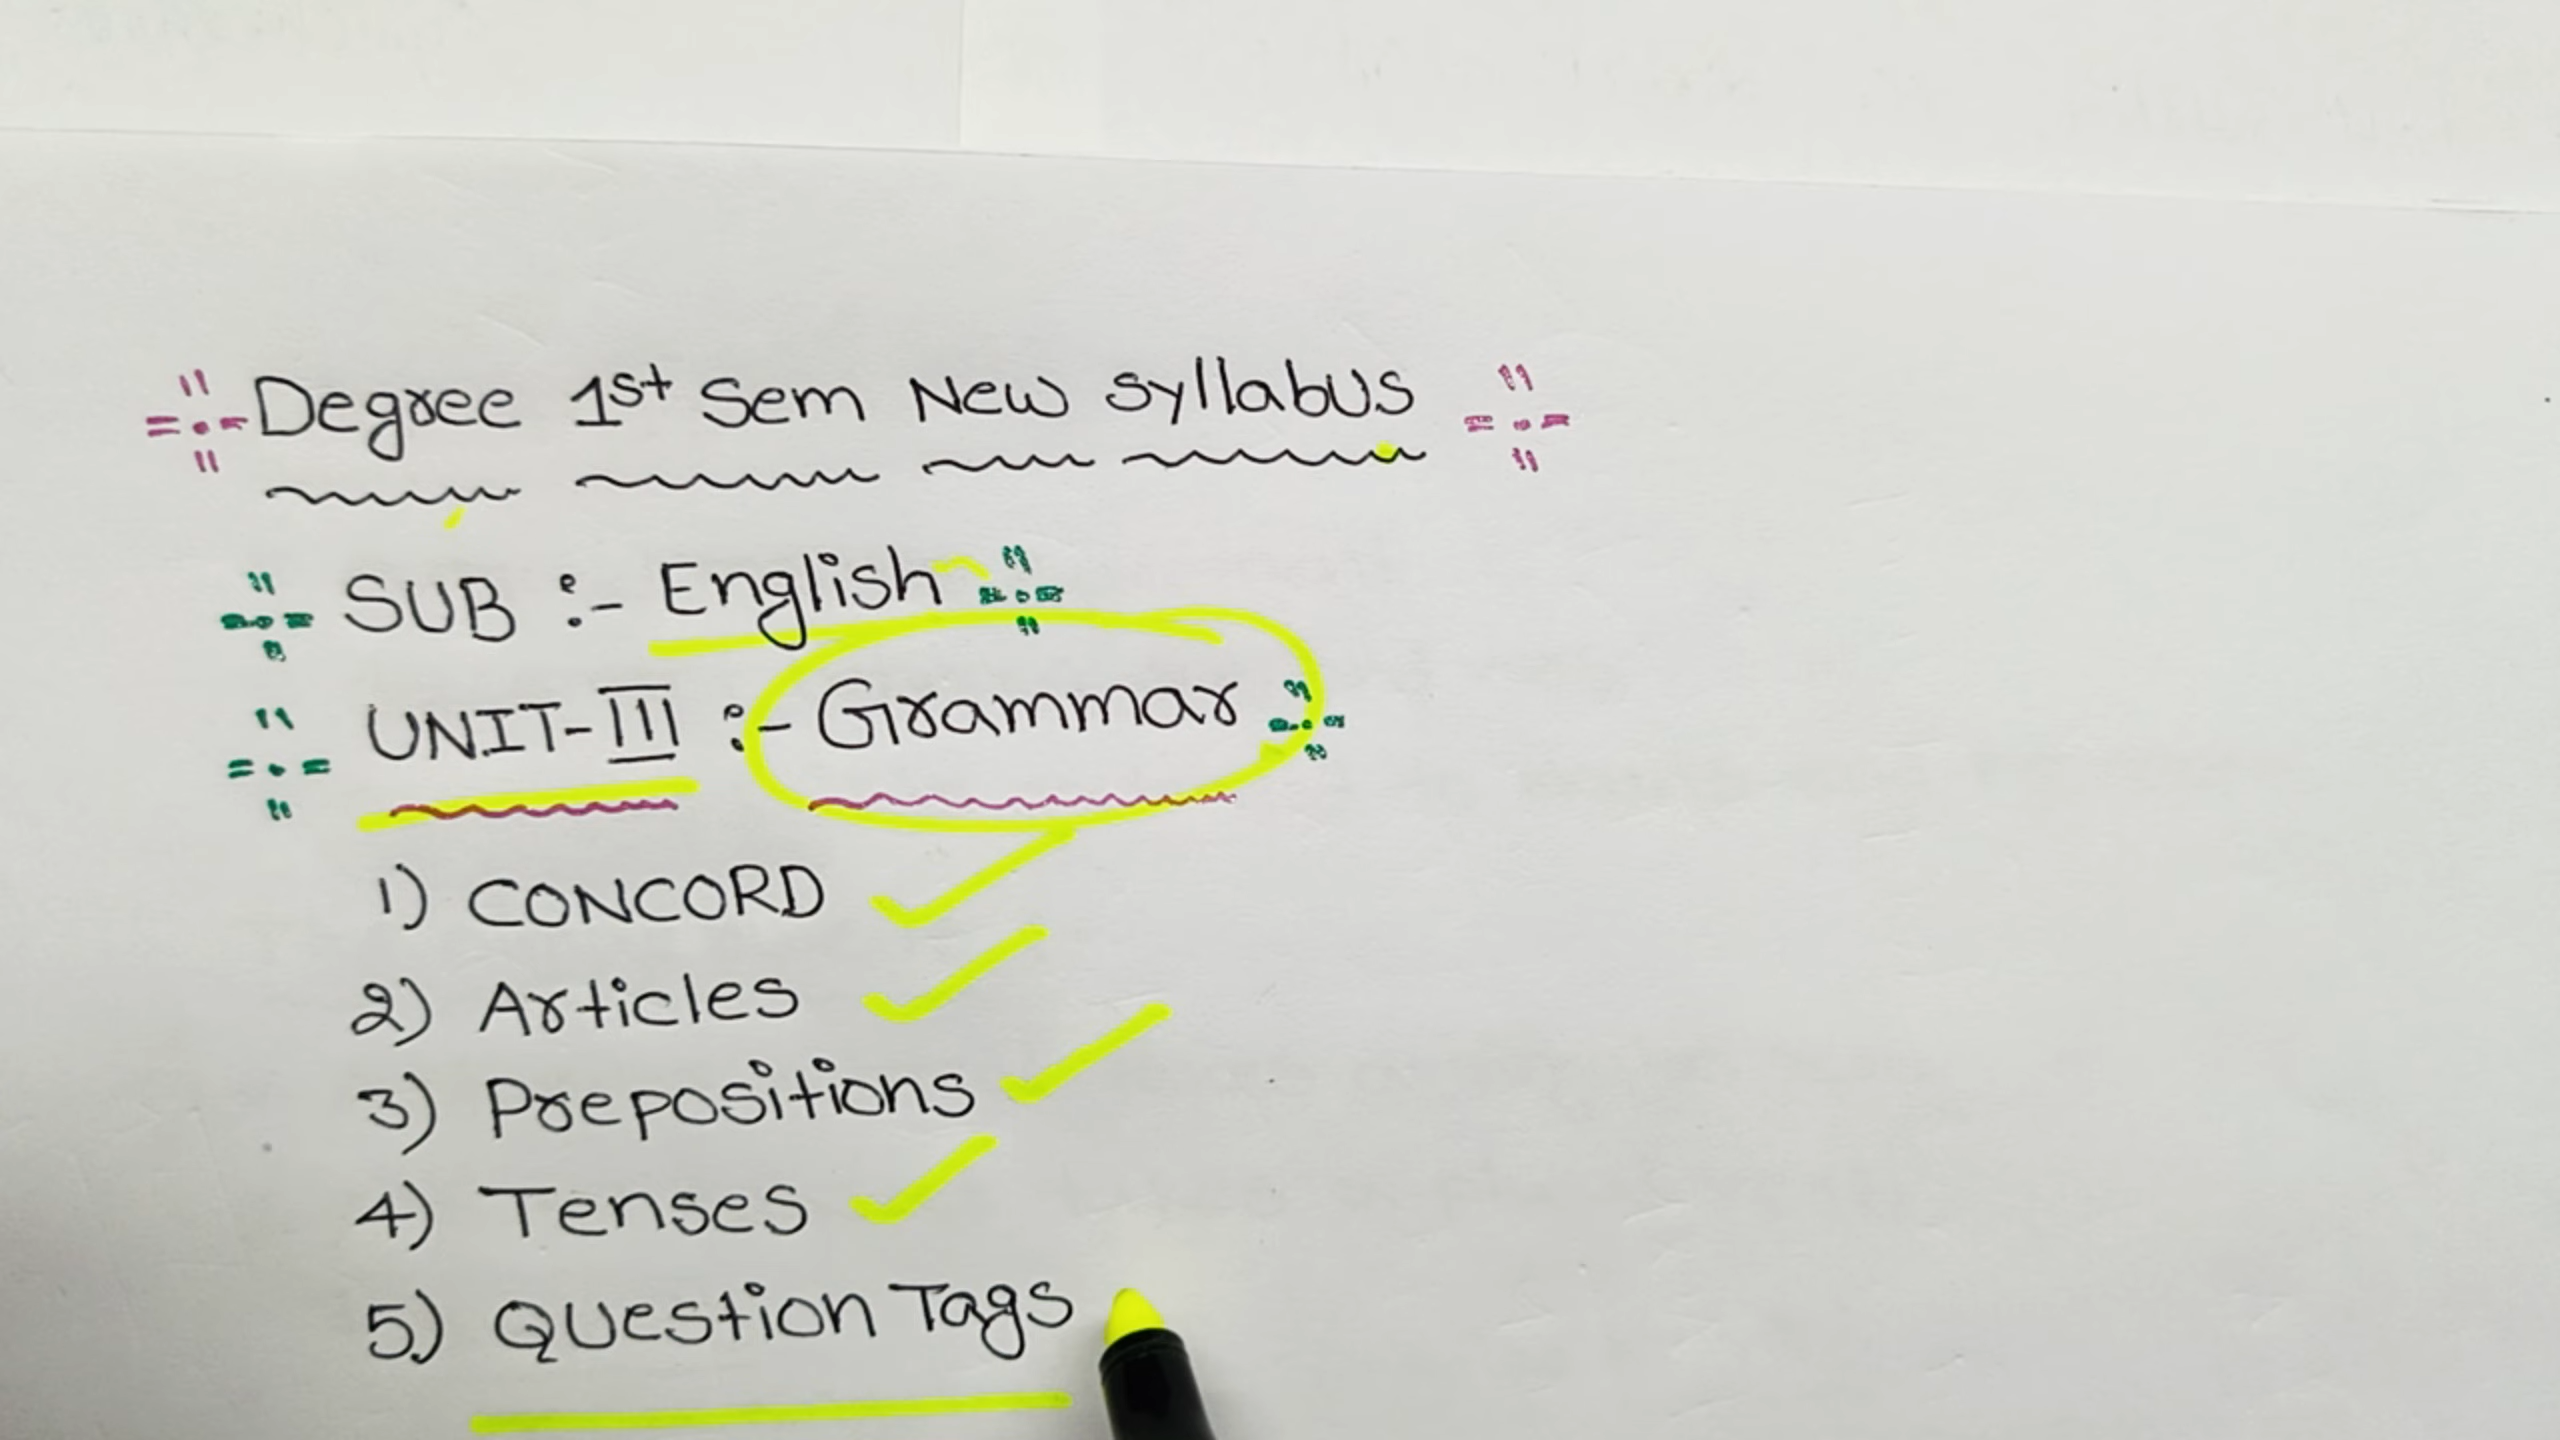 Degree 1st Sem New Syllabus
SUB :- English
UNIT-III :- Grammar
1) CONCORD
2) Articles
3) Prepositions
4) Tenses
5) Question Tags